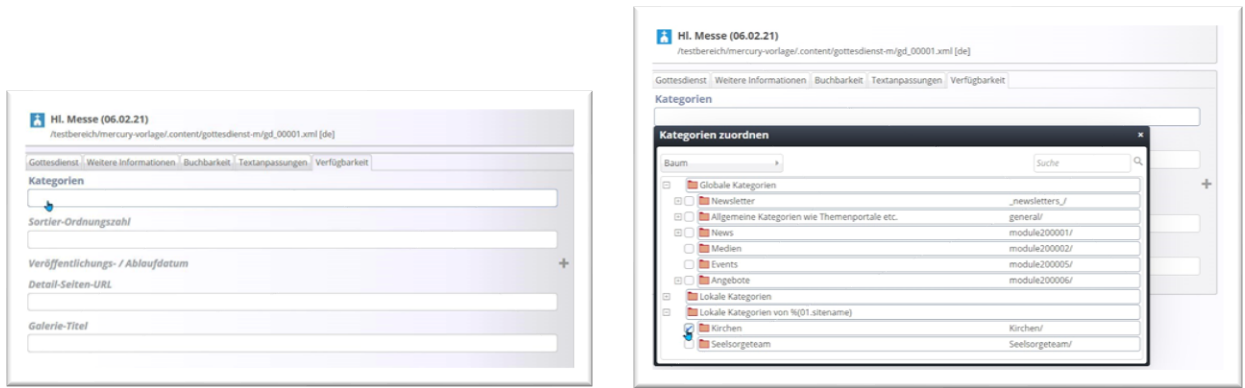 Hl. Messe (06.02.21)
/testbereich/mercury-vorlage/.content/gottesdienst-m/gd_00001.xml [de]
Gottesdienst Weitere Informationen Buchbarkeit Textanpassungen Verfügbarkeit
Kategorien
Sortier-Ordnungszahl
Veröffentlichungs- / Ablaufdatum
Detail-Seiten-URL
Galerie-Titel
Hl. Messe (06.02.21)
/testbereich/mercury-vorlage/.content/gottesdienst-m/gd_00001.xml [de]
Gottesdienst Weitere Informationen Buchbarkeit Textanpassungen Verfügbarkeit
Kategorien
Kategorien zuordnen
Baum Suche
Globale Kategorien
Newsletter _newsletters_/
Allgemeine Kategorien wie Themenportale etc. general/
News module200001/
Medien module200002/
Events module200005/
Angebote module200006/
Lokale Kategorien
Lokale Kategorien von %(01.sitename)
Kirchen Kirchen/
Seelsorgeteam Seelsorgeteam/